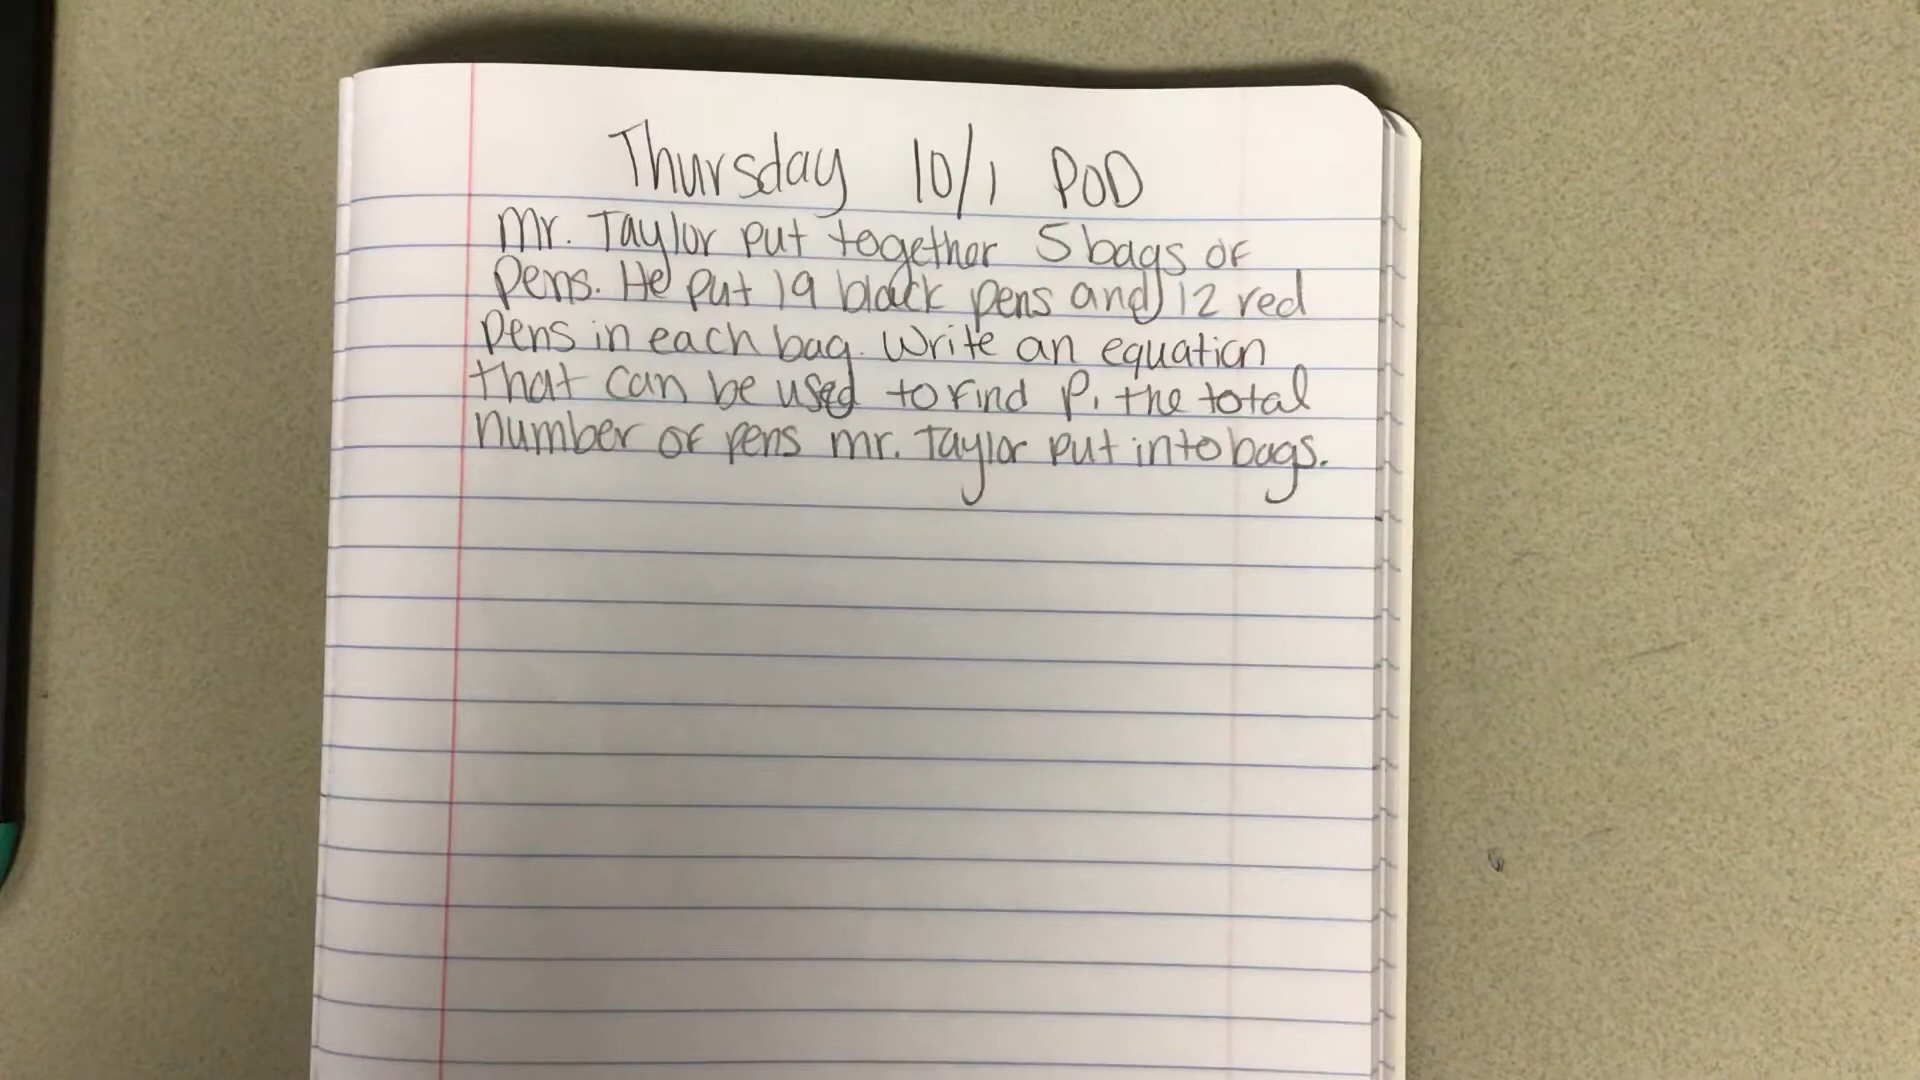 Thursday 10/1 POD
Mr. Taylor put together 5 bags of
pens. He put 19 black pens and 12 red
pens in each bag. Write an equation
that can be used to find P, the total
number of pens mr. Taylor put into bags.